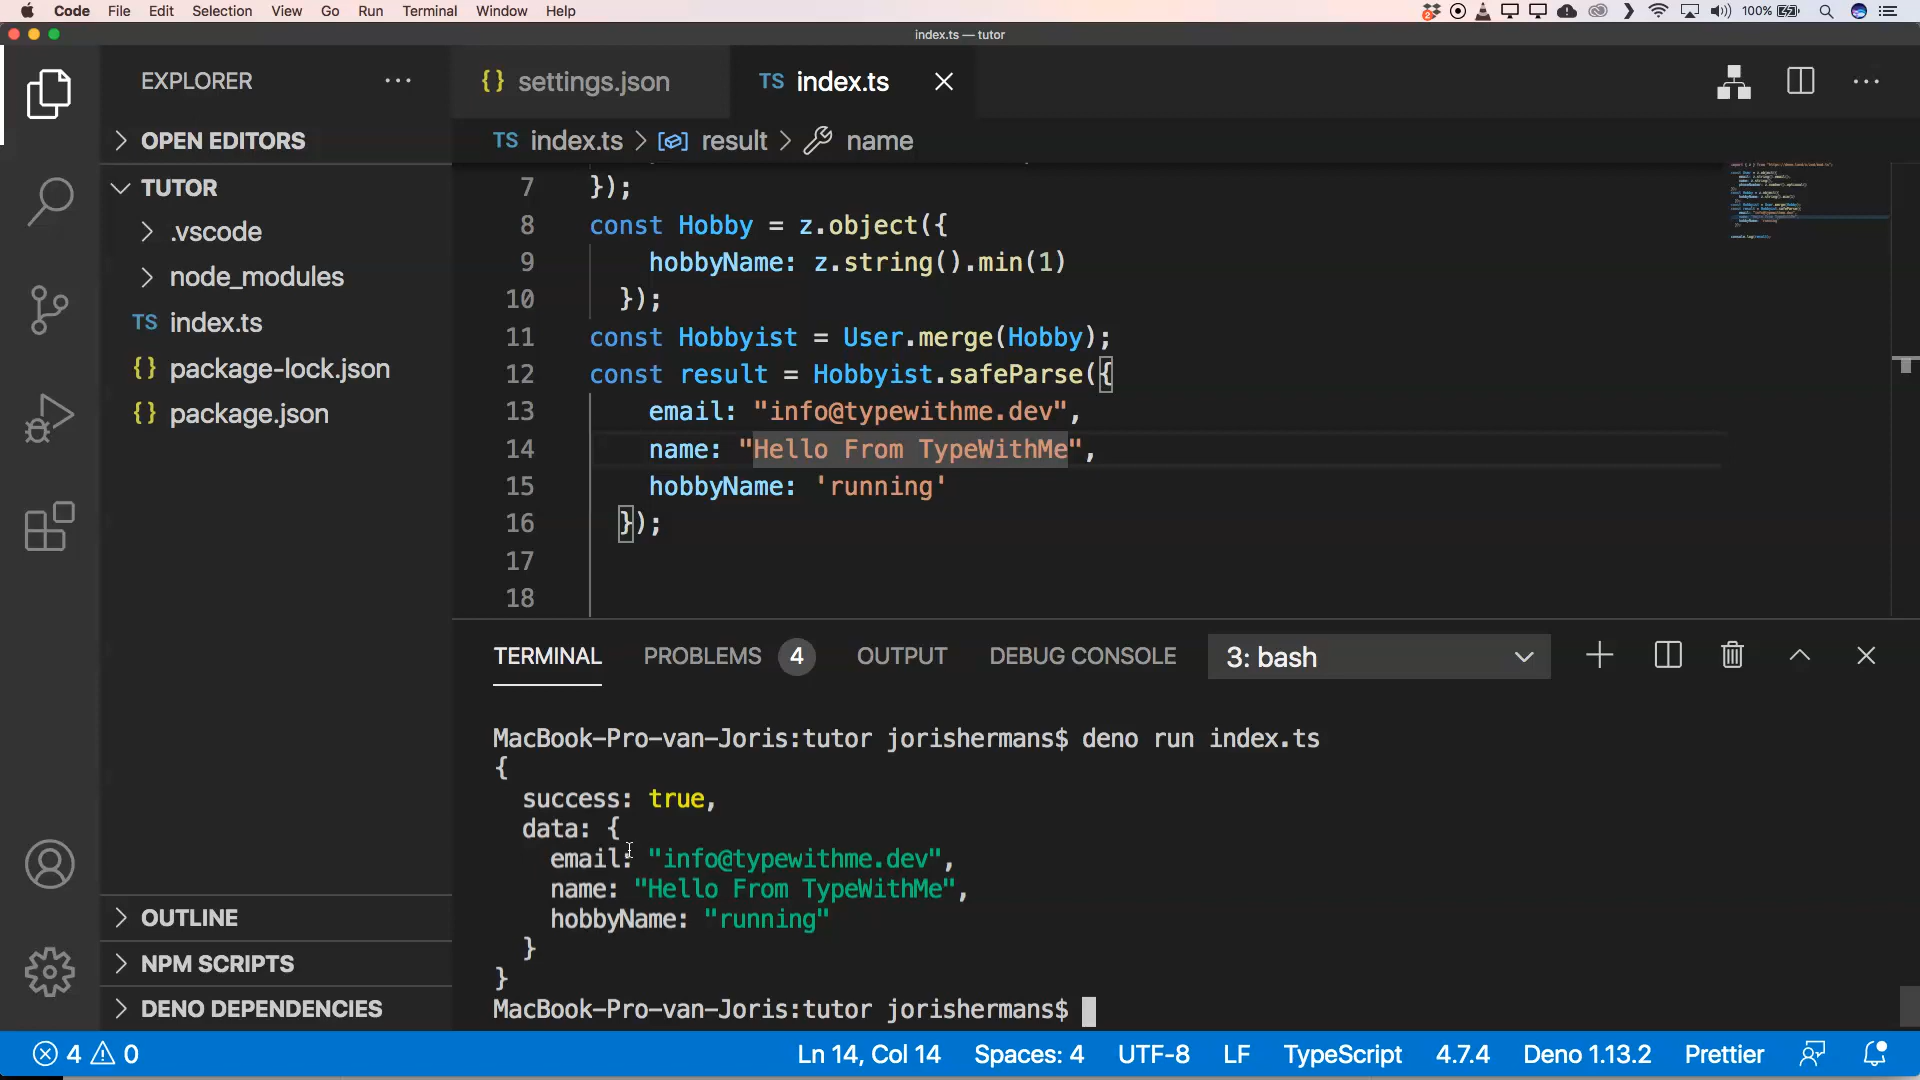 Code File Edit Selection View Go Run Terminal Window Help 100%
index.ts — tutor
EXPLORER
settings.json
TS index.ts
OPEN EDITORS
TS index.ts > result > name
TUTOR
.vscode
node_modules
TS index.ts
{} package-lock.json
{} package.json
OUTLINE
NPM SCRIPTS
DENO DEPENDENCIES
7 });
8 const Hobby = z.object({
9 hobbyName: z.string().min(1)
10 });
11 const Hobbyist = User.merge(Hobby);
12 const result = Hobbyist.safeParse({
13 email: "info@typewithme.dev",
14 name: "Hello From TypeWithMe",
15 hobbyName: 'running'
16 });
17
18
TERMINAL PROBLEMS 4 OUTPUT DEBUG CONSOLE 3: bash
MacBook-Pro-van-Joris:tutor jorishermans$ deno run index.ts
{
success: true,
data: {
email: "info@typewithme.dev",
name: "Hello From TypeWithMe",
hobbyName: "running"
}
}
MacBook-Pro-van-Joris:tutor jorishermans$
4 0 Ln 14, Col 14 Spaces: 4 UTF-8 LF TypeScript 4.7.4 Deno 1.13.2 Prettier